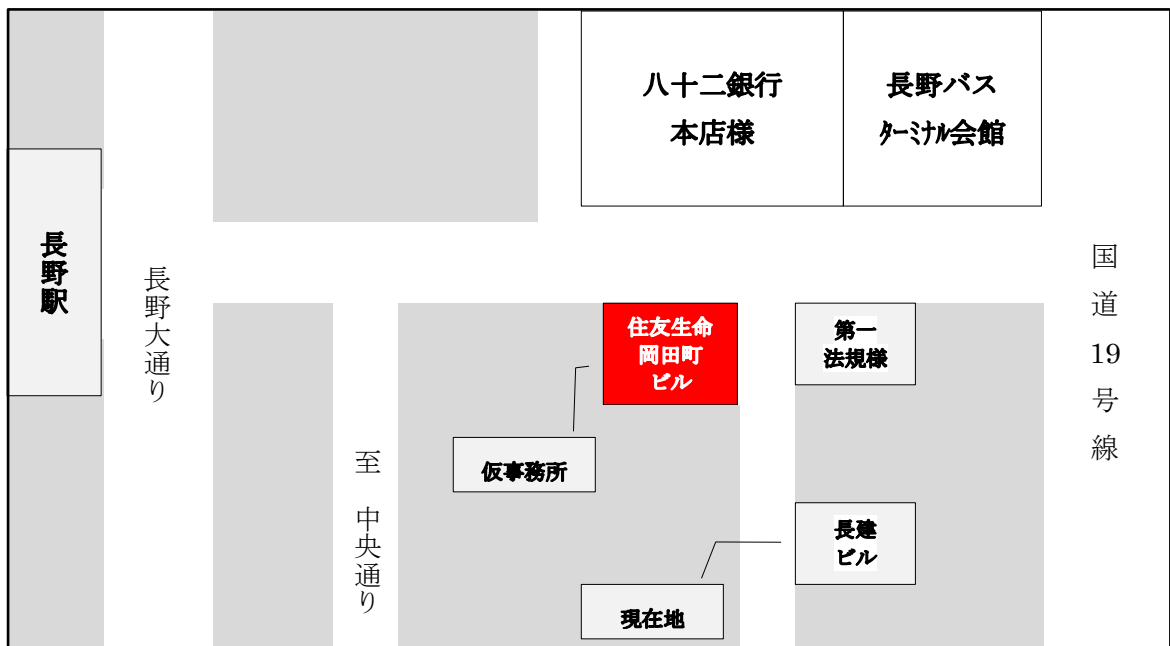 八十二銀行
本店様
長野バス
ﾀｰﾐﾅﾙ会館
長野駅
長野大通り
国道19号線
住友生命
岡田町
ビル
第一
法規様
仮事務所
至 中央通り
長建
ビル
現在地